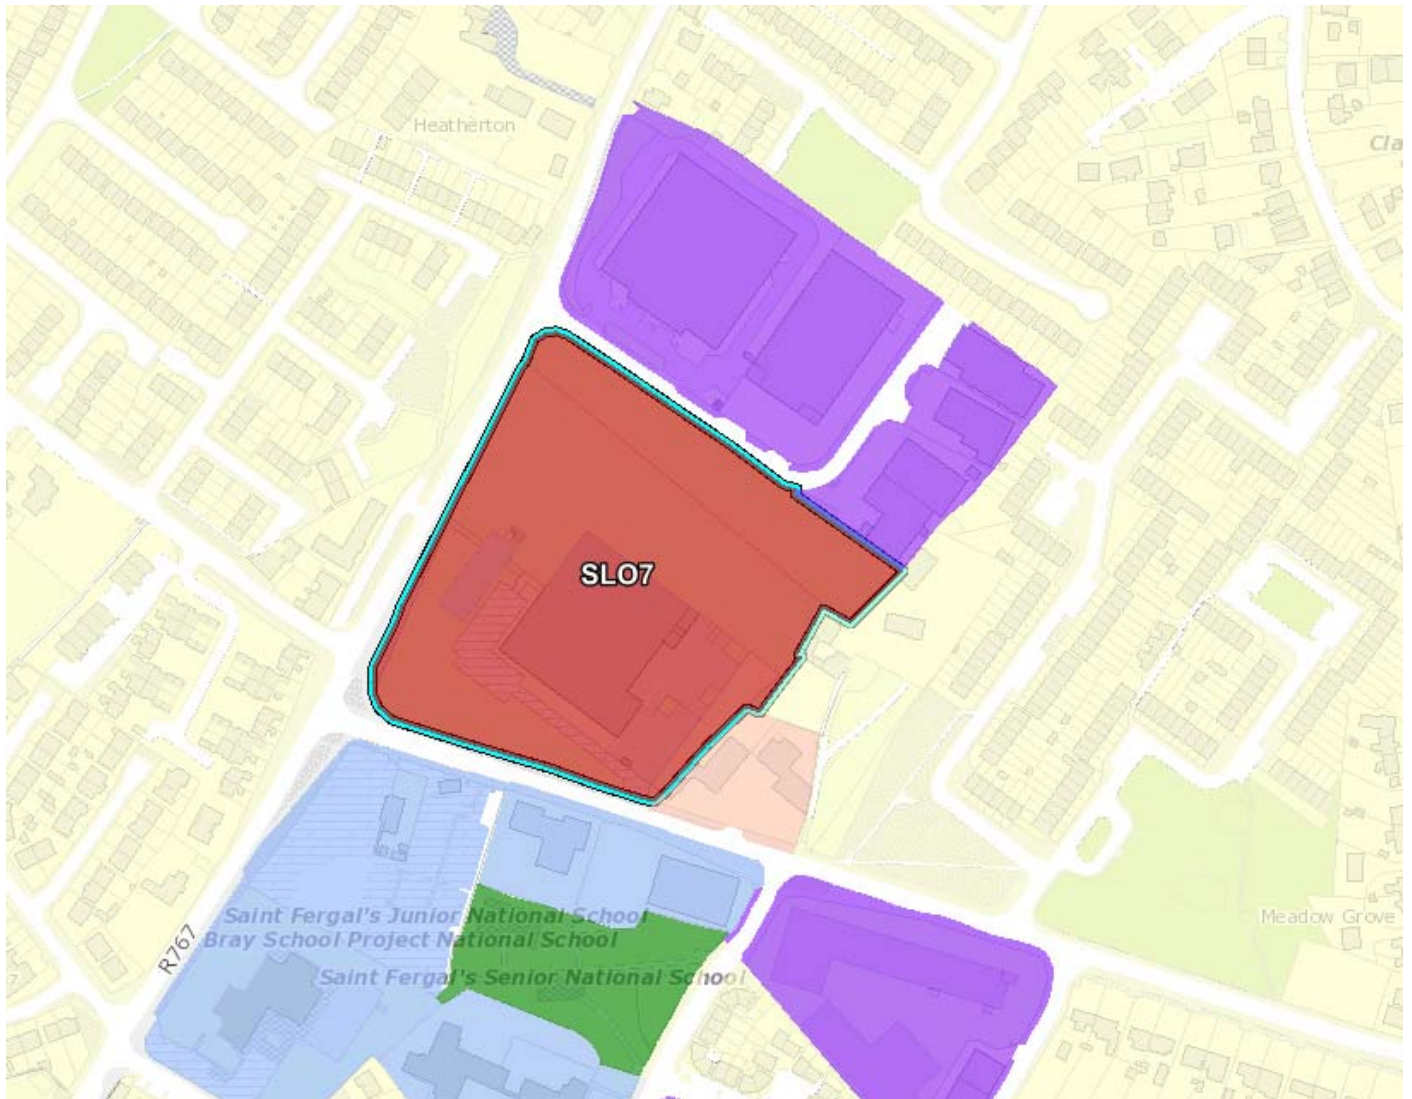 Heatherton
Cla
SLO7
Saint Fergal's Junior National School
Bray School Project National School
Saint Fergal's Senior National School
R767
Meadow Grove